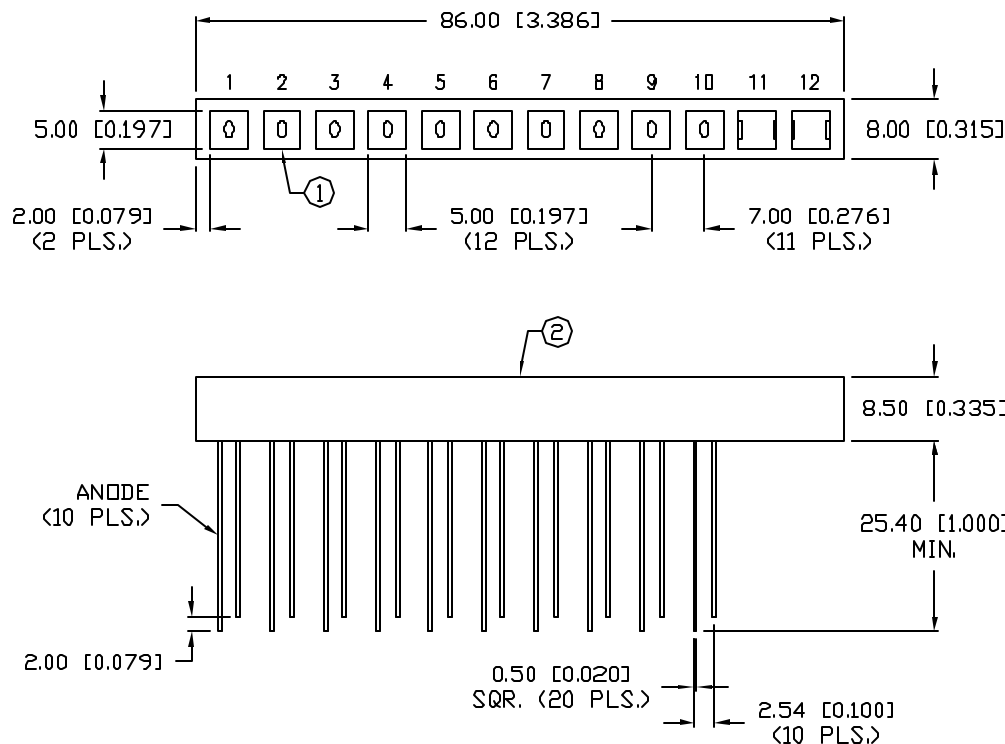 86.00 [3.386]
1 2 3 4 5 6 7 8 9 10 11 12
5.00 [0.197]
8.00 [0.315]
1
2.00 [0.079]
(2 PLS.)
5.00 [0.197]
(12 PLS.)
7.00 [0.276]
(11 PLS.)
2
8.50 [0.335]
ANODE
(10 PLS.)
25.40 [1.000]
MIN.
2.00 [0.079]
0.50 [0.020]
SQR. (20 PLS.)
2.54 [0.100]
(10 PLS.)